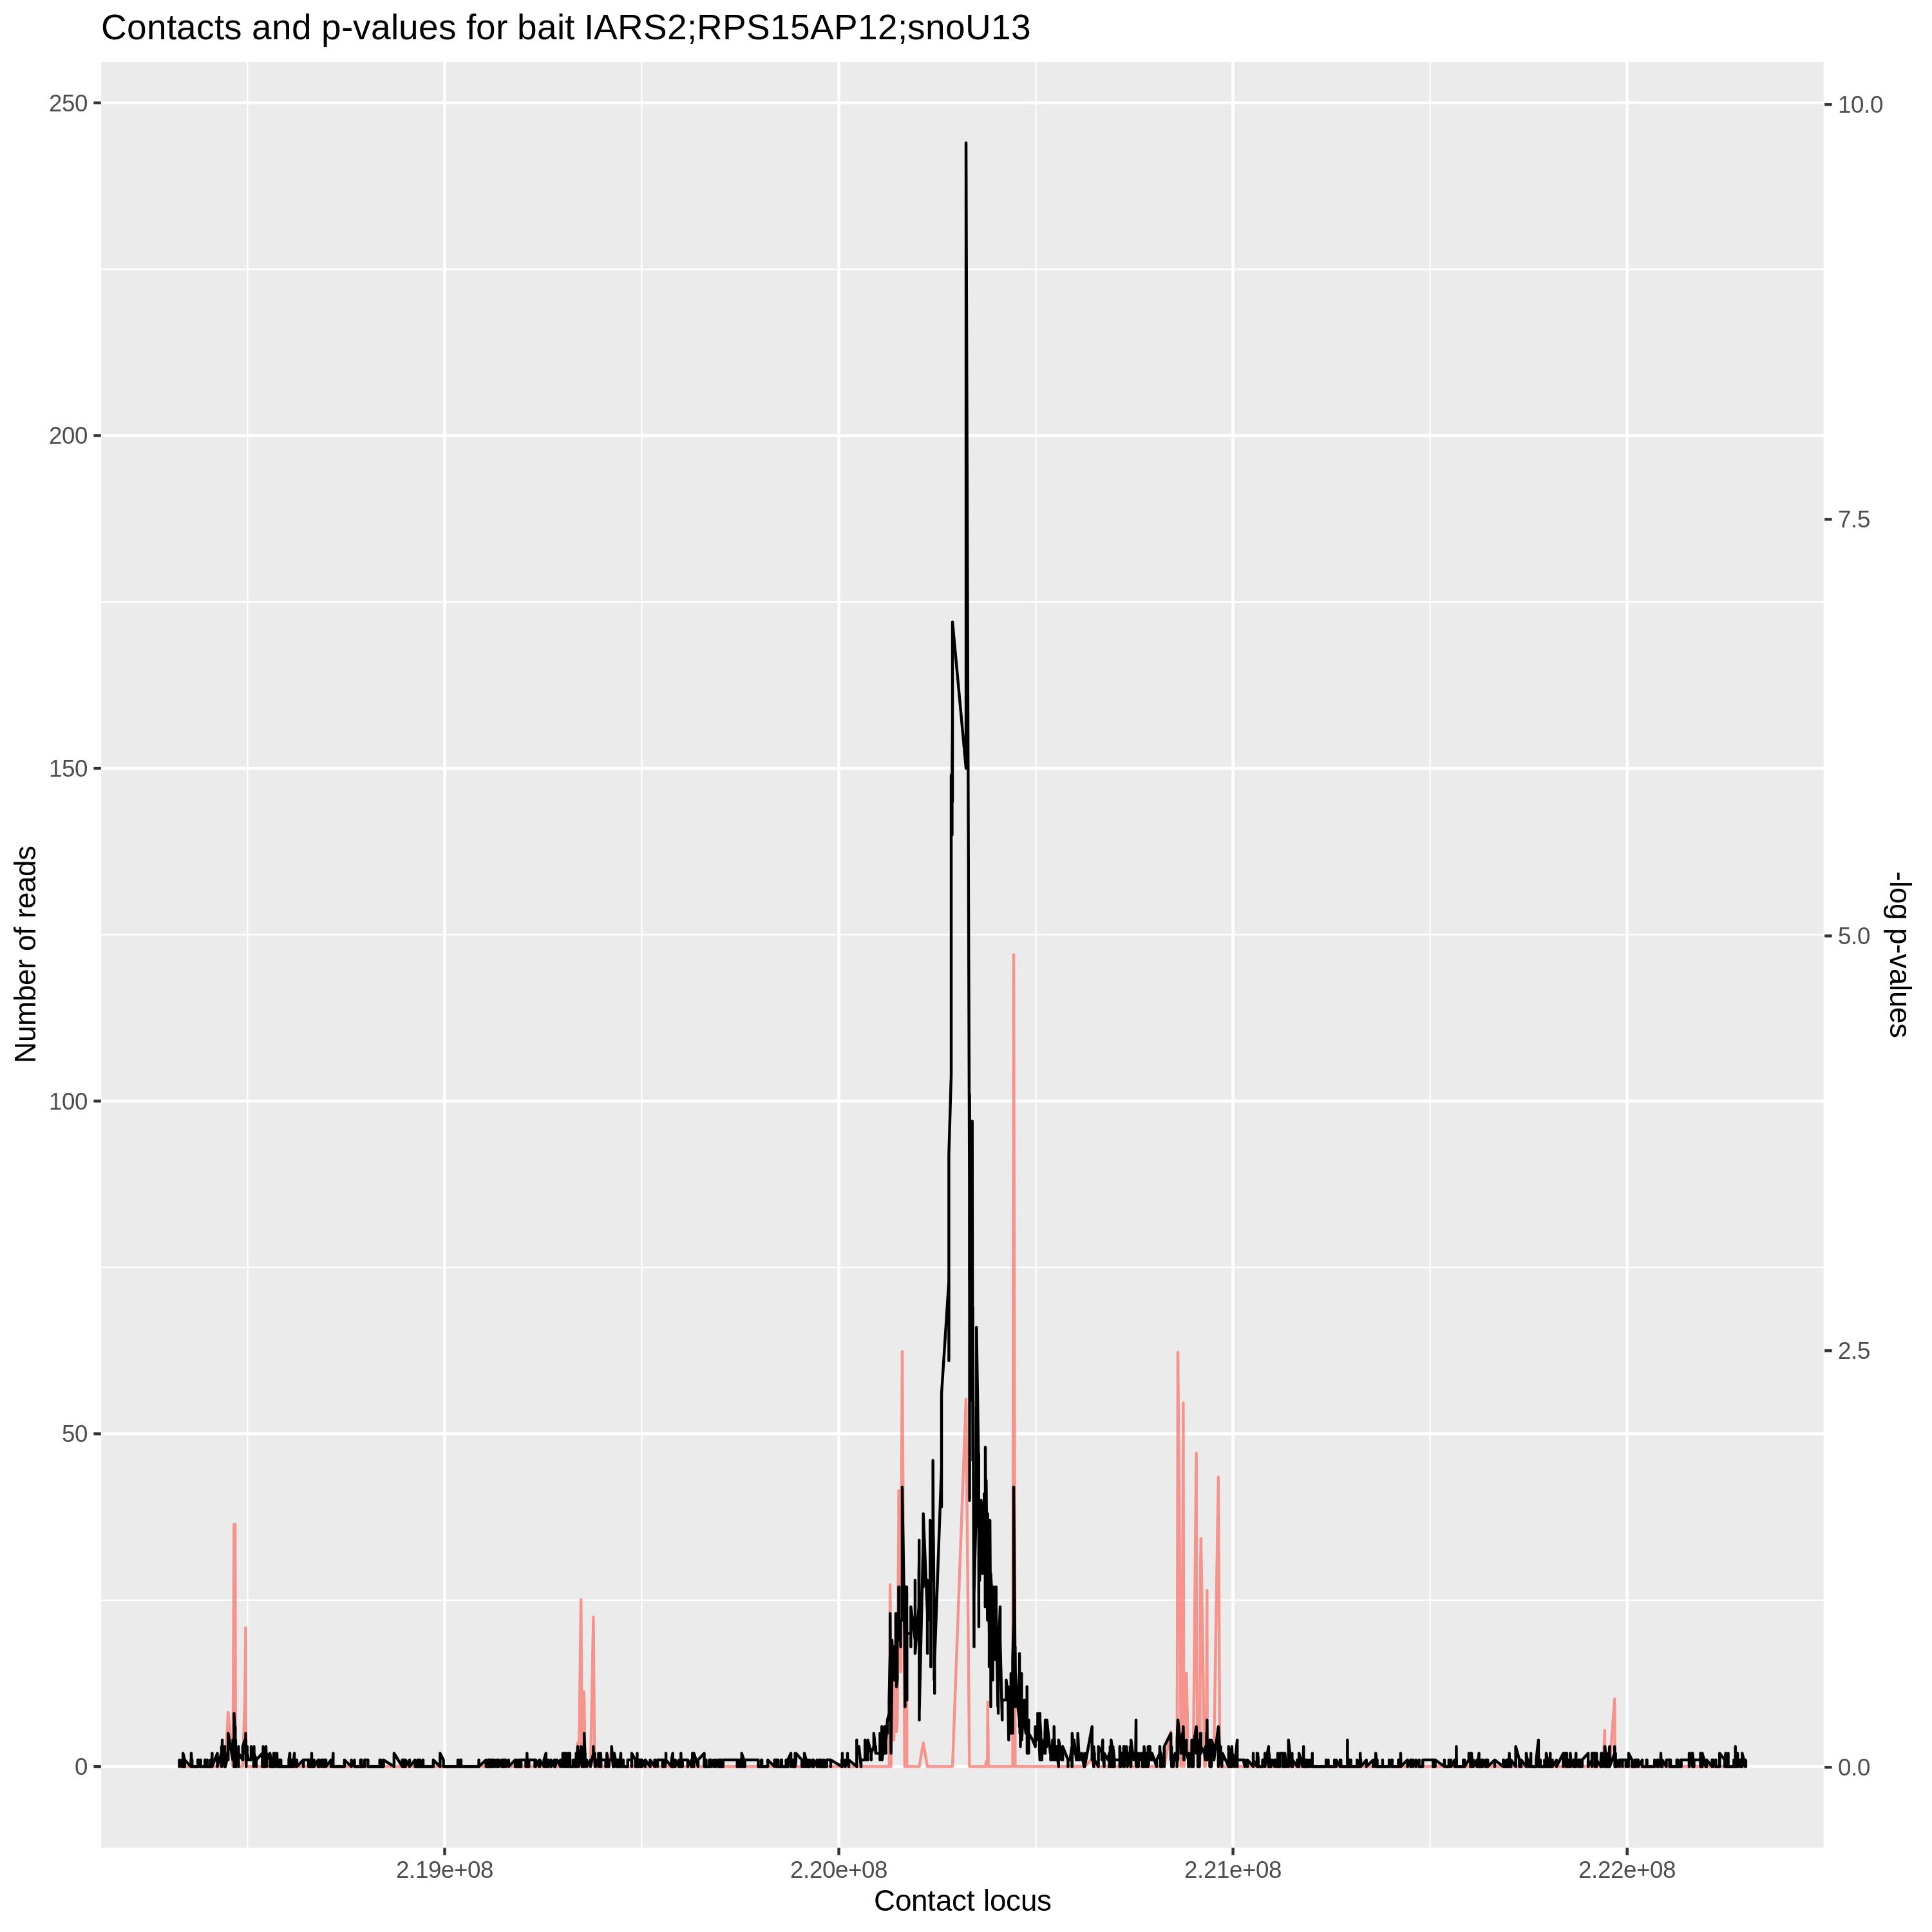 Contacts and p-values for bait IARS2;RPS15AP12;snoU13
250
200
150
100
50
0
Number of reads
10.0
7.5
5.0
2.5
0.0
-log p-values
2.19e+08
2.20e+08
2.21e+08
2.22e+08
Contact locus